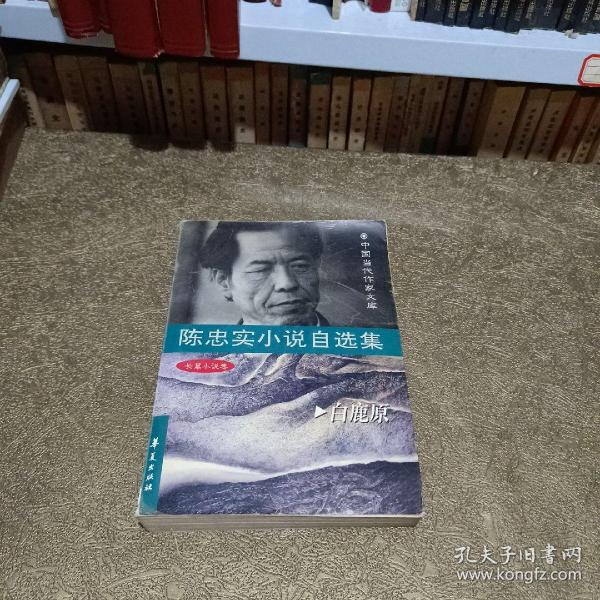 中国当代作家文库
陈忠实小说自选集
长篇小说卷
白鹿原
华夏出版社
孔夫子旧书网
www.kongfz.com